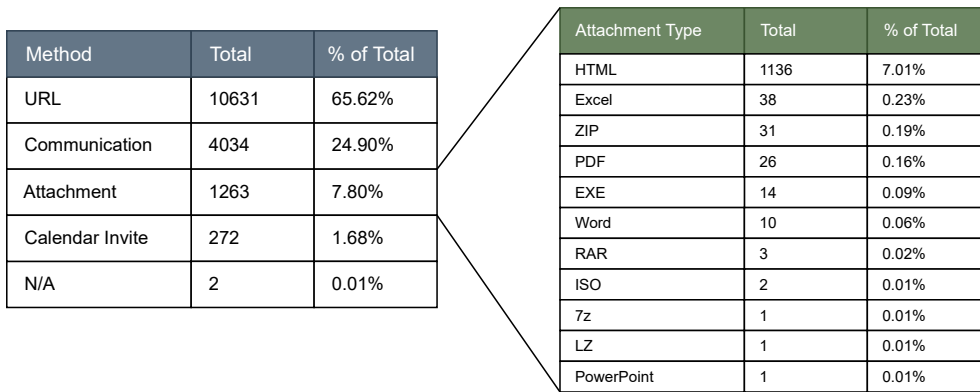 Method Total % of Total
URL 10631 65.62%
Communication 4034 24.90%
Attachment 1263 7.80%
Calendar Invite 272 1.68%
N/A 2 0.01%
Attachment Type Total % of Total
HTML 1136 7.01%
Excel 38 0.23%
ZIP 31 0.19%
PDF 26 0.16%
EXE 14 0.09%
Word 10 0.06%
RAR 3 0.02%
ISO 2 0.01%
7z 1 0.01%
LZ 1 0.01%
PowerPoint 1 0.01%